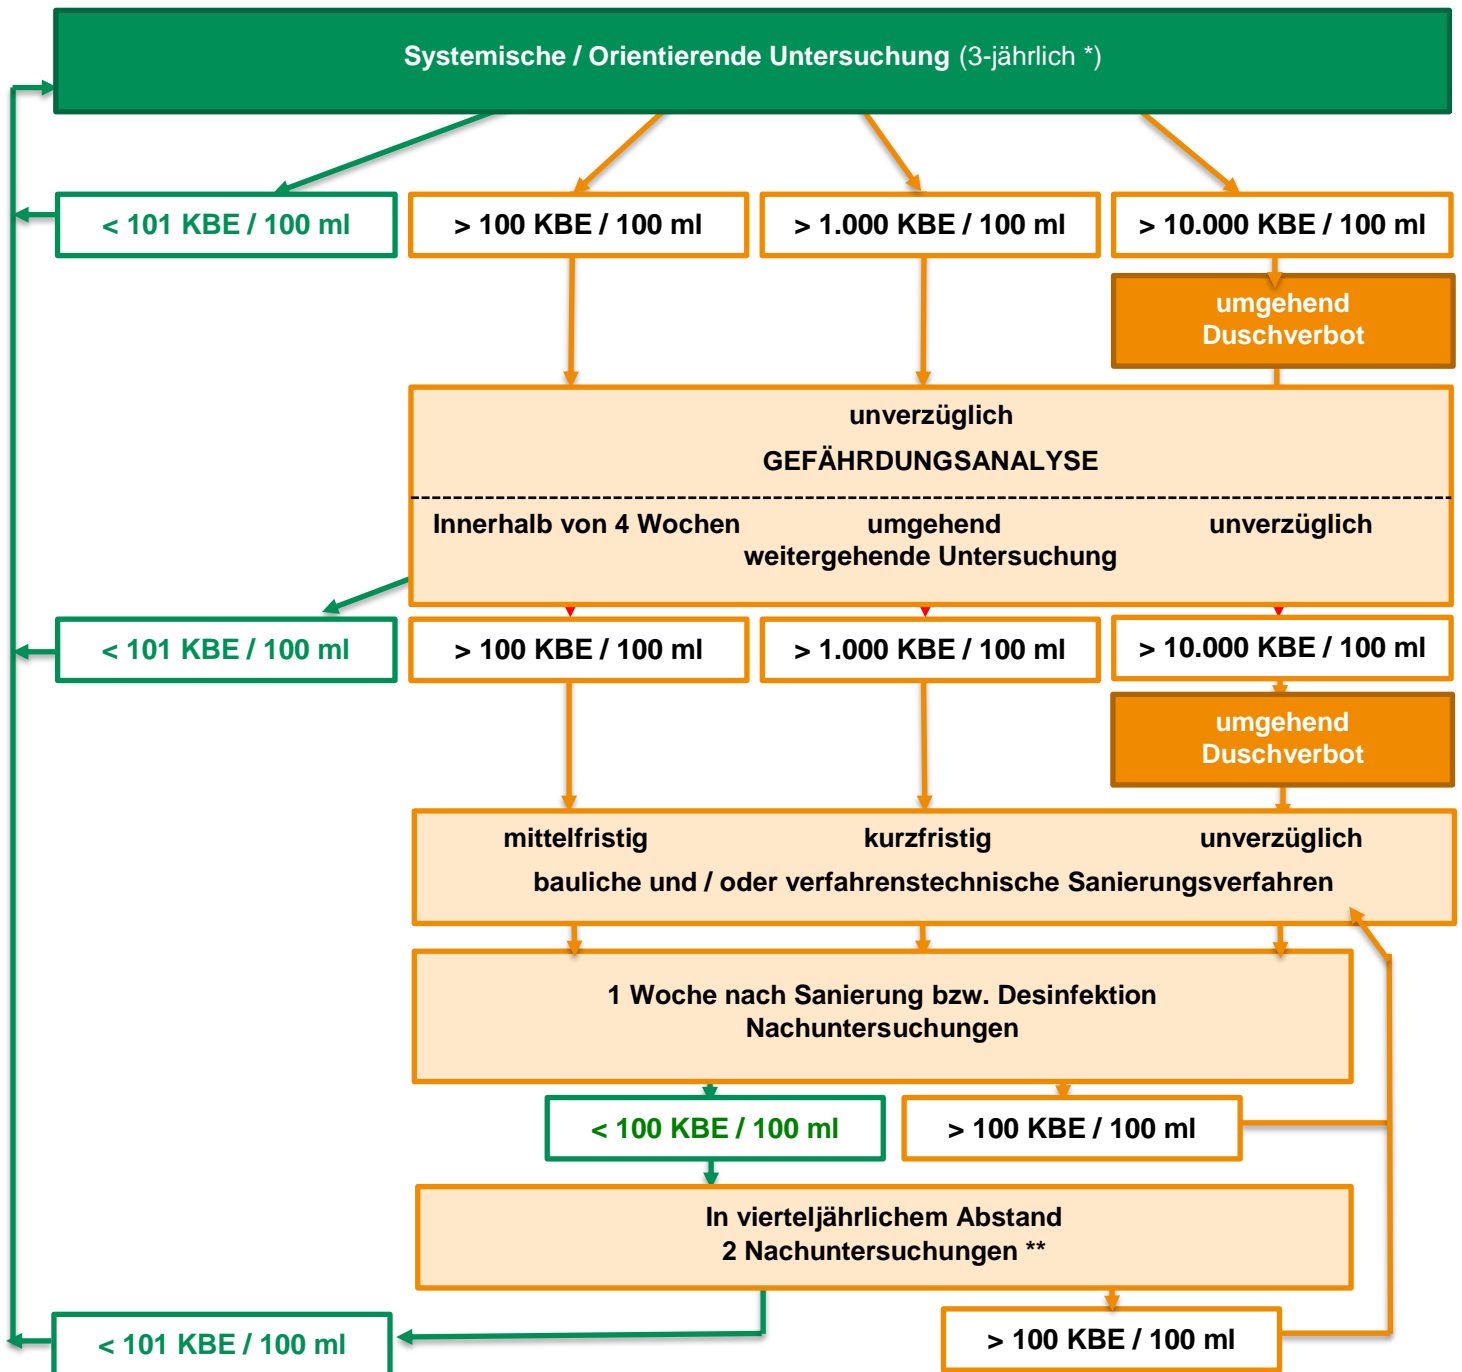 Systemische / Orientierende Untersuchung (3-jährlich *)
< 101 KBE / 100 ml
> 100 KBE / 100 ml
> 1.000 KBE / 100 ml
> 10.000 KBE / 100 ml
umgehend
Duschverbot
unverzüglich
GEFÄHRDUNGSANALYSE
Innerhalb von 4 Wochen
umgehend
unverzüglich
weitergehende Untersuchung
< 101 KBE / 100 ml
> 100 KBE / 100 ml
> 1.000 KBE / 100 ml
> 10.000 KBE / 100 ml
umgehend
Duschverbot
mittelfristig
kurzfristig
unverzüglich
bauliche und / oder verfahrenstechnische Sanierungsverfahren
1 Woche nach Sanierung bzw. Desinfektion
Nachuntersuchungen
< 100 KBE / 100 ml
> 100 KBE / 100 ml
In vierteljährlichem Abstand
2 Nachuntersuchungen **
< 101 KBE / 100 ml
> 100 KBE / 100 ml